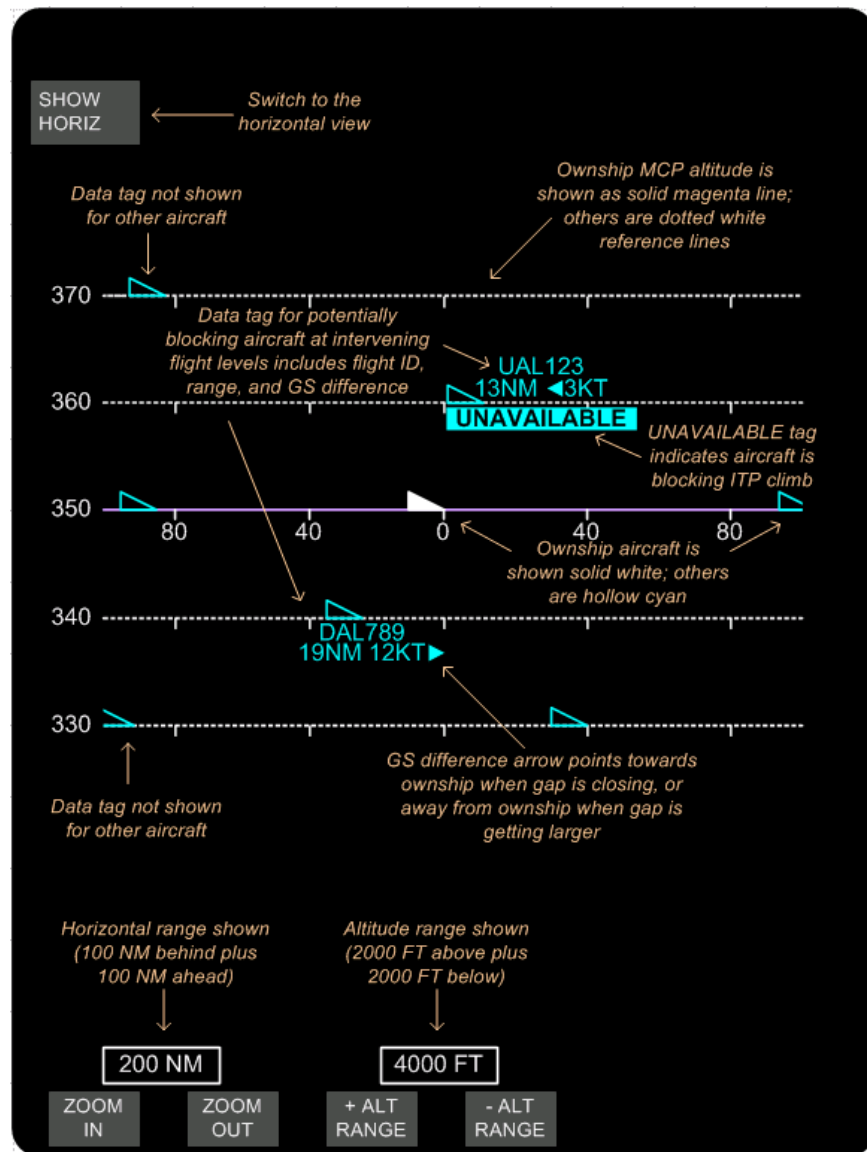 SHOW
HORIZ
Switch to the
horizontal view
Ownship MCP altitude is
shown as solid magenta line;
others are dotted white
reference lines
Data tag not shown
for other aircraft
370
Data tag for potentially
blocking aircraft at intervening
flight levels includes flight ID,
range, and GS difference
UAL123
13NM ◀3KT
360
UNAVAILABLE
UNAVAILABLE tag
indicates aircraft is
blocking ITP climb
350
80 40 0 40 80
Ownship aircraft is
shown solid white; others
are hollow cyan
340
DAL789
19NM 12KT▶
330
GS difference arrow points towards
ownship when gap is closing, or
away from ownship when gap is
getting larger
Data tag not shown
for other aircraft
Horizontal range shown
(100 NM behind plus
100 NM ahead)
Altitude range shown
(2000 FT above plus
2000 FT below)
200 NM
4000 FT
ZOOM
IN
ZOOM
OUT
+ ALT
RANGE
- ALT
RANGE